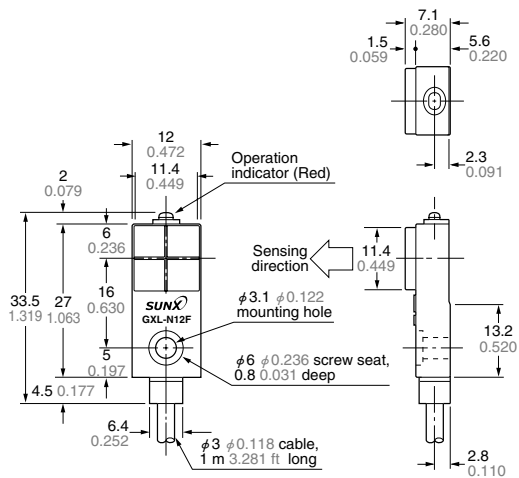 7.1
0.280
1.5
0.059
5.6
0.220
2.3
0.091
12
0.472
11.4
0.449
Operation
indicator (Red)
2
0.079
6
0.236
Sensing
direction
11.4
0.449
33.5
1.319
27
1.063
16
0.630
SUNX
GXL-N12F
φ3.1 φ0.122
mounting hole
13.2
0.520
5
0.197
φ6 φ0.236 screw seat,
0.8 0.031 deep
4.5 0.177
6.4
0.252
φ3 φ0.118 cable,
1 m 3.281 ft long
2.8
0.110